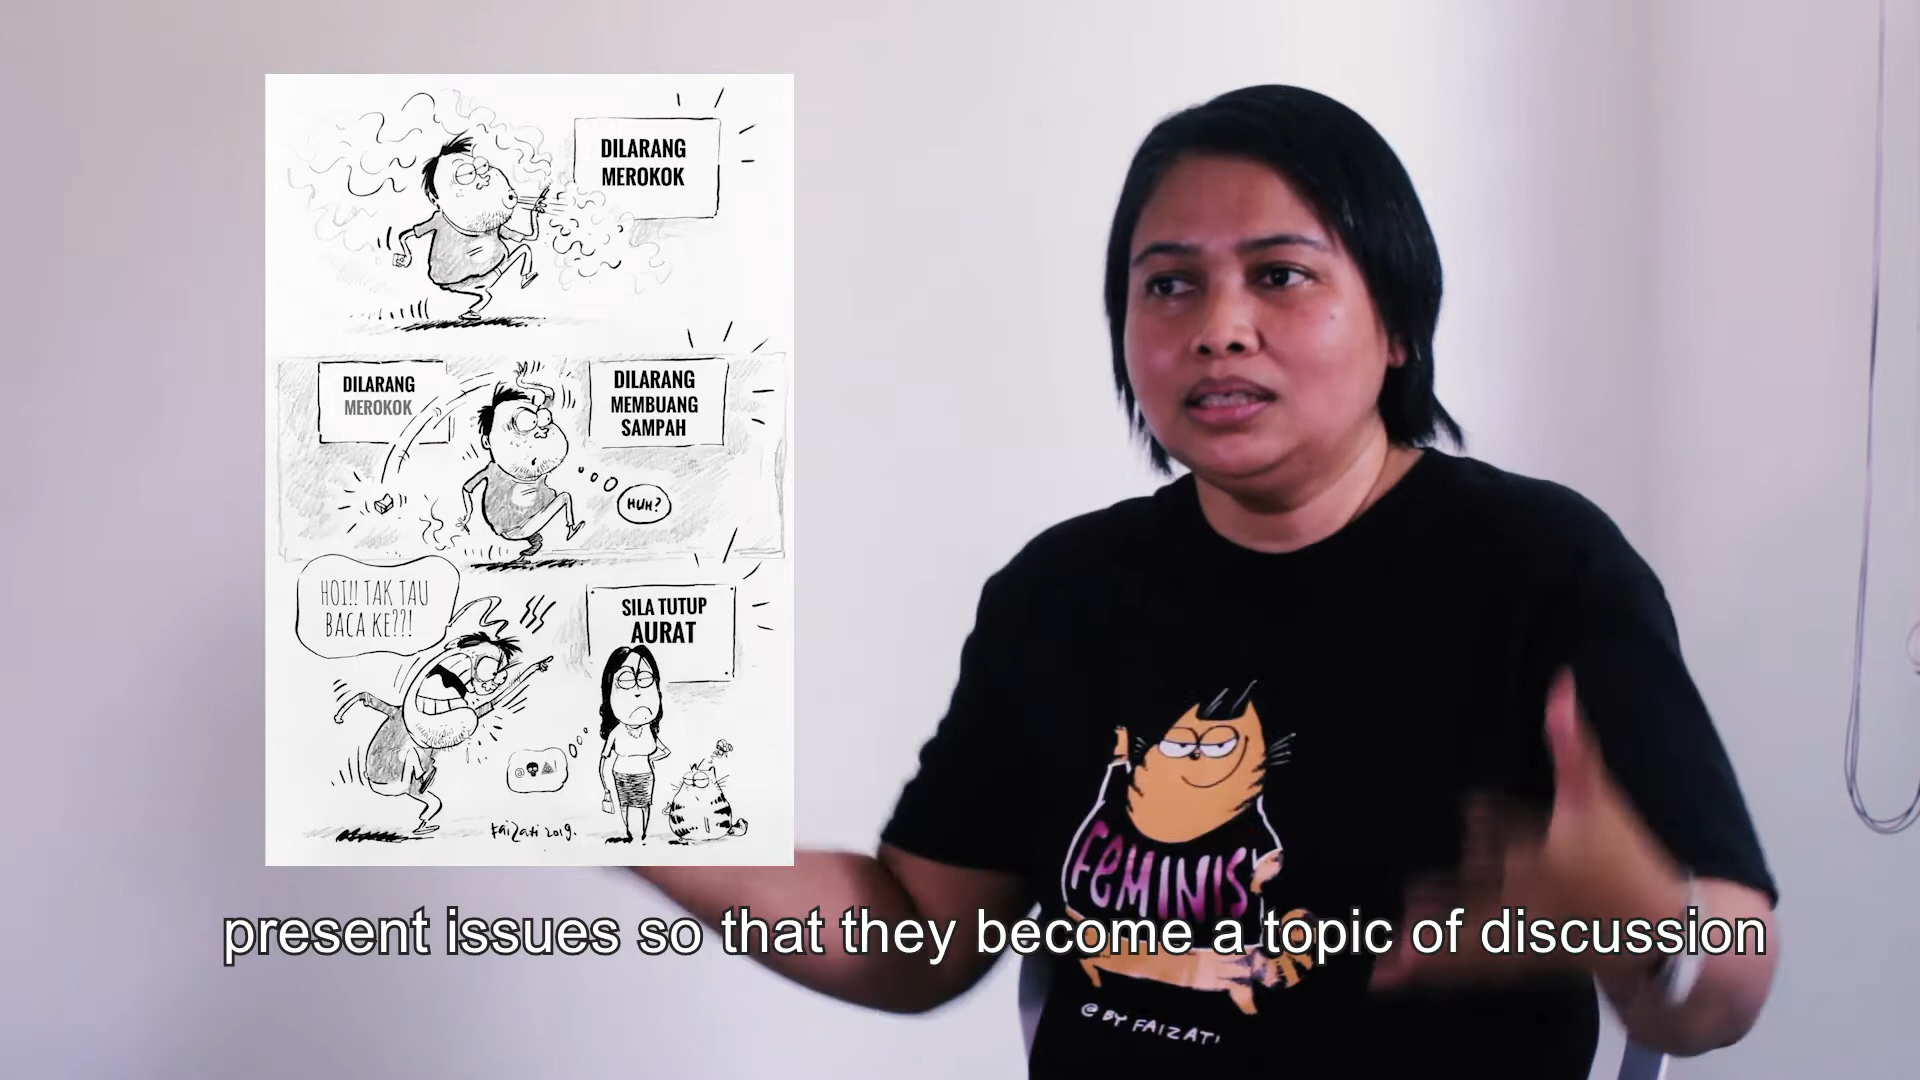 DILARANG
MEROKOK
DILARANG
MEROKOK
DILARANG
MEMBUANG
SAMPAH
HUH?
HOI!! TAK TAU
BACA KE??!
SILA TUTUP
AURAT
Faizati 2019.
FEMINIS
@ BY FAIZATI
present issues so that they become a topic of discussion